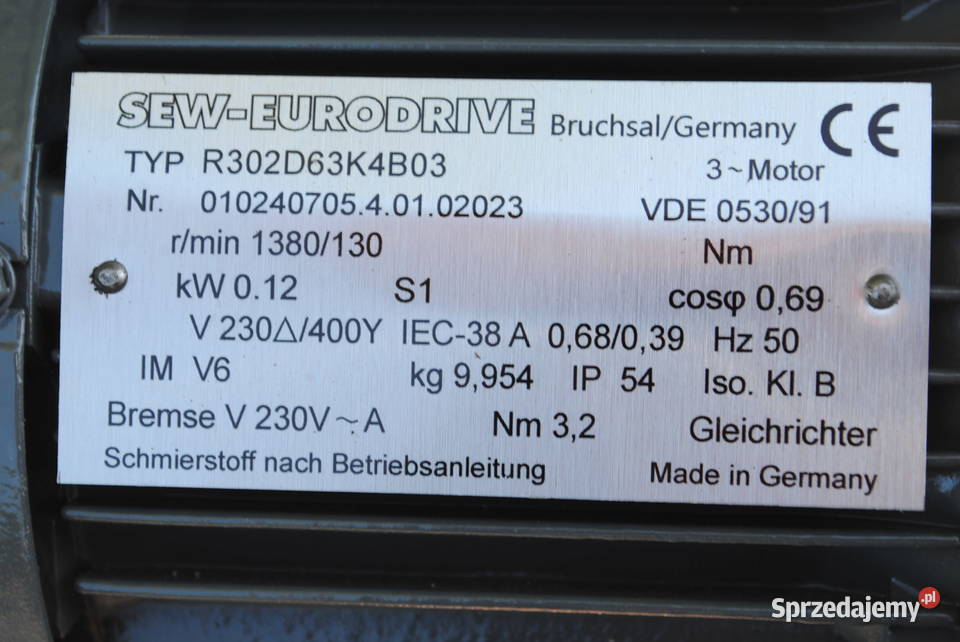 SEW-EURODRIVE Bruchsal/Germany CE
TYP R302D63K4B03 3~Motor
Nr. 010240705.4.01.02023 VDE 0530/91
r/min 1380/130 Nm
kW 0.12 S1 cosφ 0,69
V 230△/400Y IEC-38 A 0,68/0,39 Hz 50
IM V6 kg 9,954 IP 54 Iso. Kl. B
Bremse V 230V~A Nm 3,2 Gleichrichter
Schmierstoff nach Betriebsanleitung Made in Germany
Sprzedajemy.pl